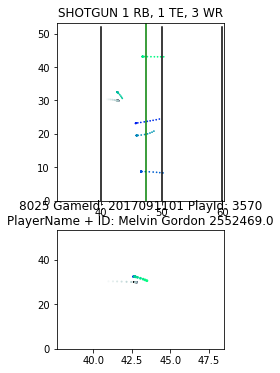 SHOTGUN 1 RB, 1 TE, 3 WR
50
40
30
20
10
0
40 50 60
8025 GameId: 2017091101 PlayId: 3570
PlayerName + ID: Melvin Gordon 2552469.0
40
20
0
40.0 42.5 45.0 47.5